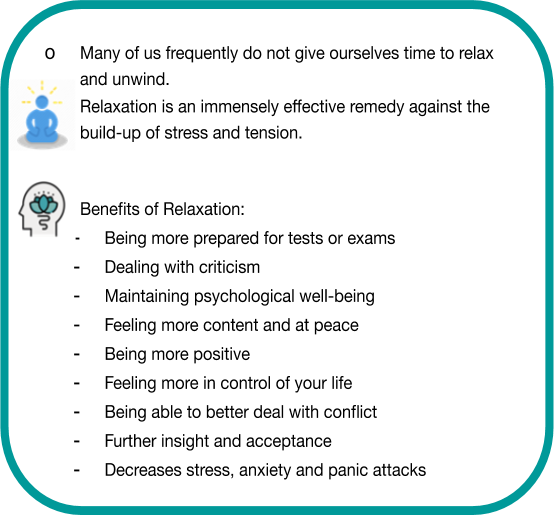 o Many of us frequently do not give ourselves time to relax
and unwind.
Relaxation is an immensely effective remedy against the
build-up of stress and tension.
Benefits of Relaxation:
- Being more prepared for tests or exams
- Dealing with criticism
- Maintaining psychological well-being
- Feeling more content and at peace
- Being more positive
- Feeling more in control of your life
- Being able to better deal with conflict
- Further insight and acceptance
- Decreases stress, anxiety and panic attacks